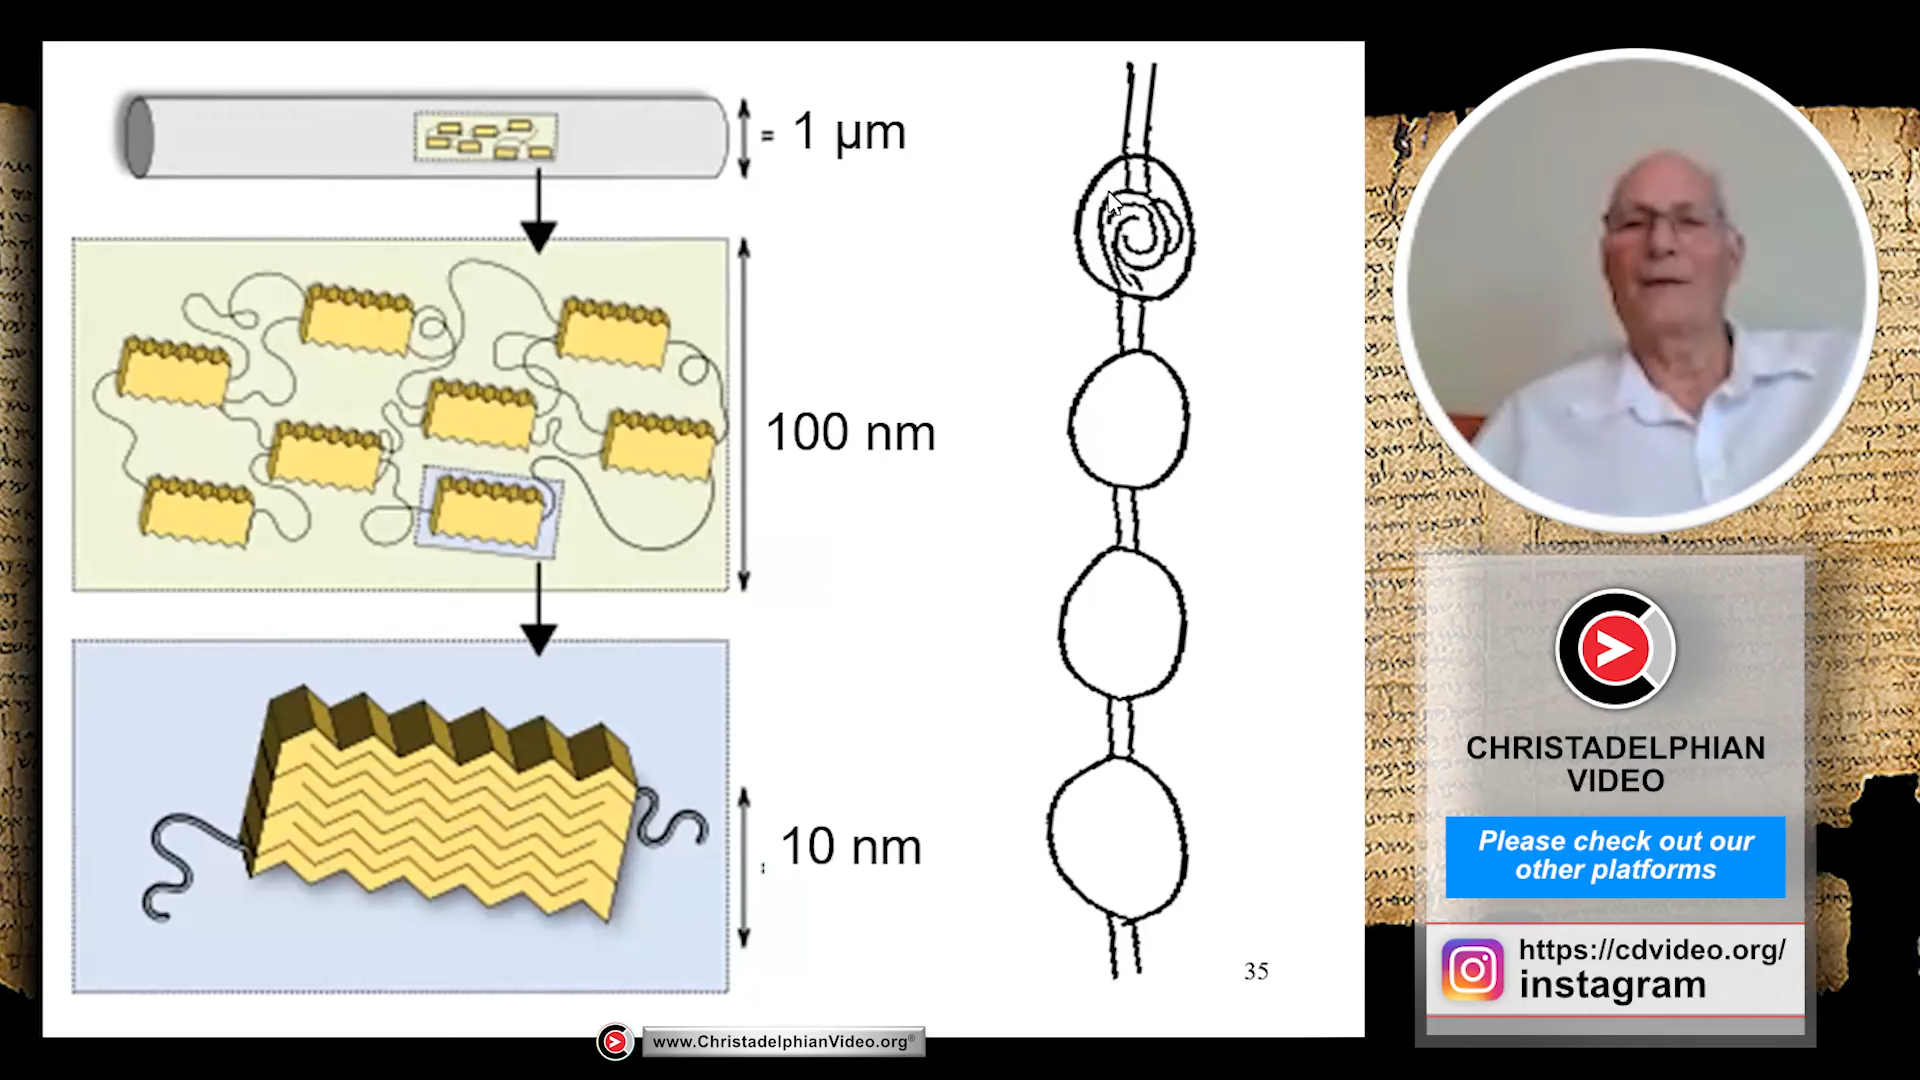 = 1 µm
100 nm
10 nm
35
www.ChristadelphianVideo.org®
CHRISTADELPHIAN
VIDEO
Please check out our
other platforms
https://cdvideo.org/
instagram